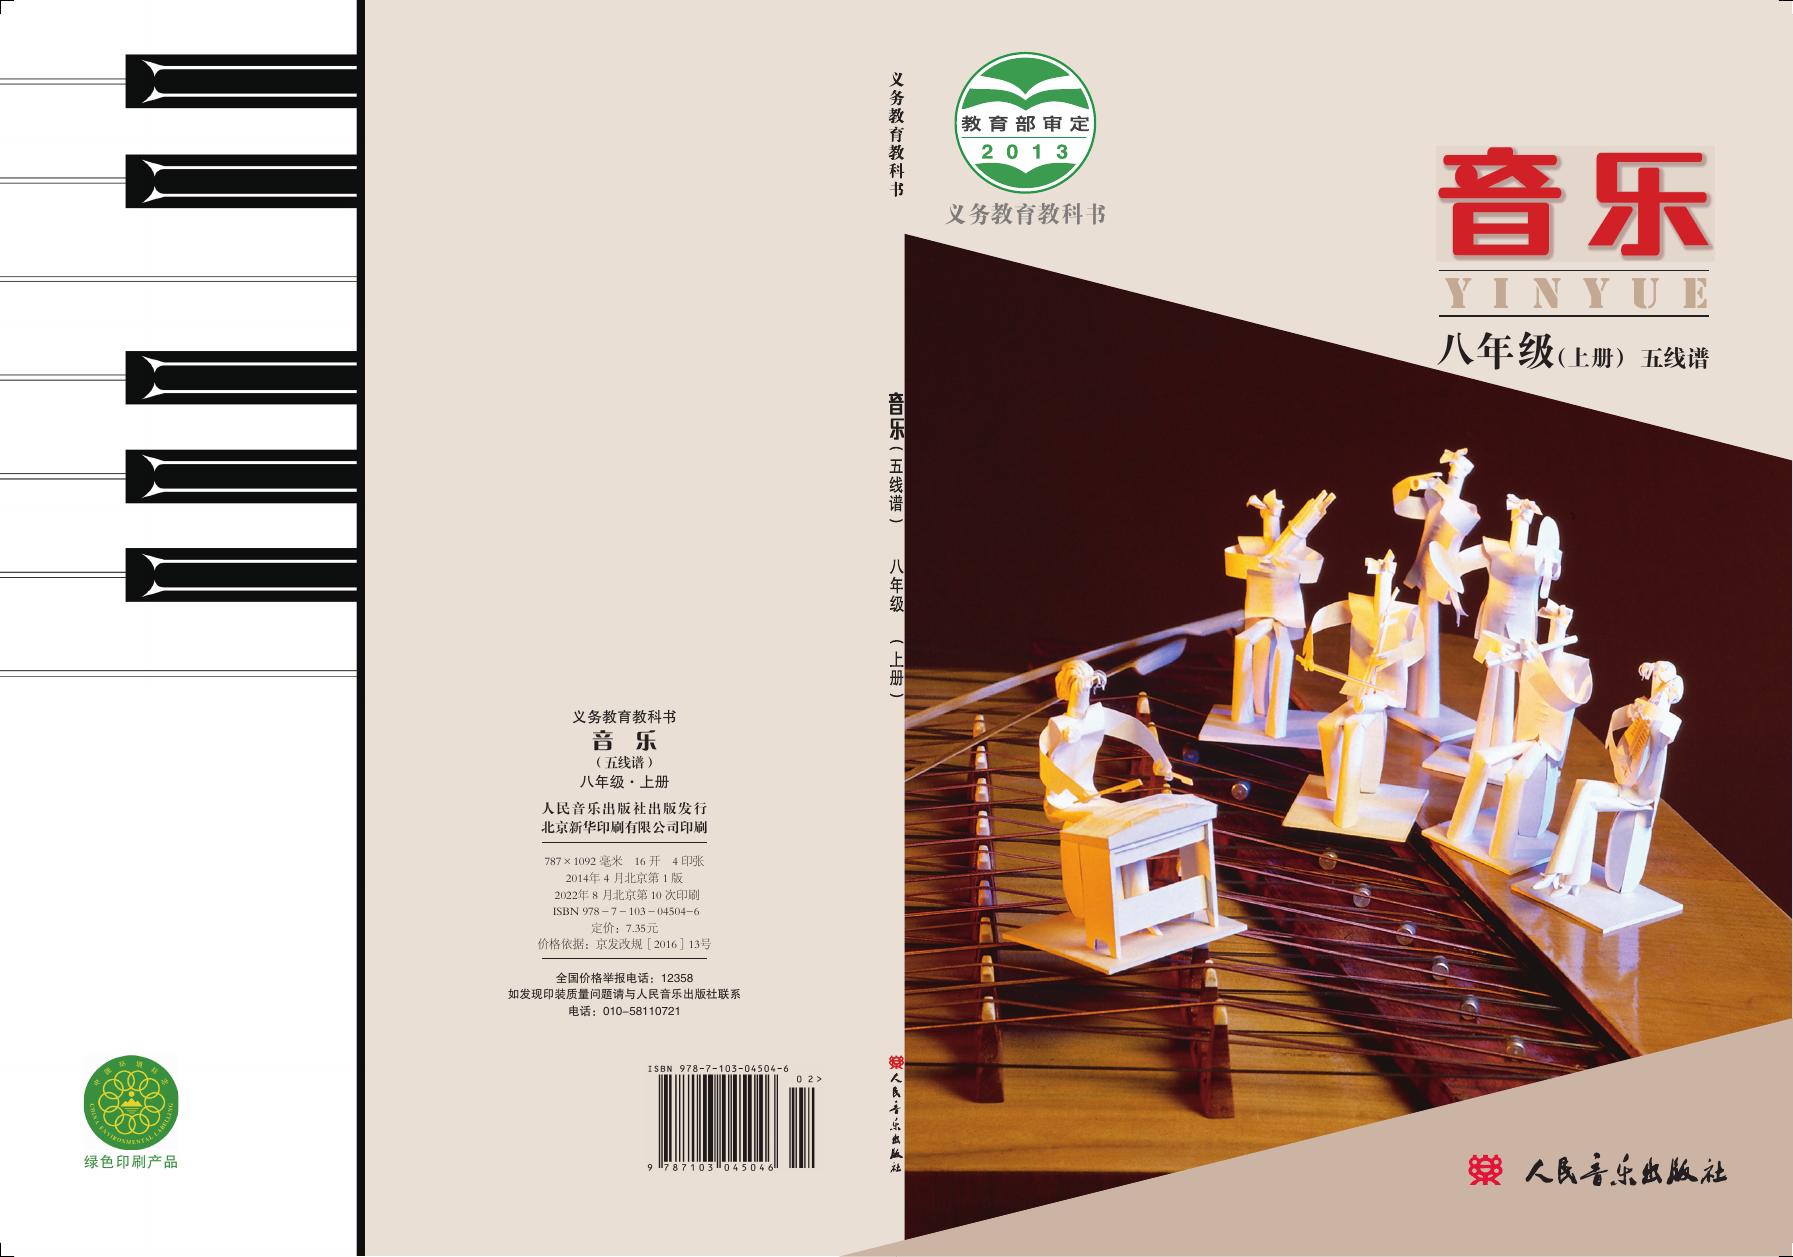 中国环境标志
CHINA ENVIRONMENTAL LABELLING
绿色印刷产品
义务教育教科书
音 乐
（五线谱）
八年级·上册
人民音乐出版社出版发行
北京新华印刷有限公司印刷
787×1092 毫米 16 开 4 印张
2014年 4 月北京第 1 版
2022年 8 月北京第 10 次印刷
ISBN 978-7-103-04504-6
定价：7.35元
价格依据：京发改规［2016］13号
全国价格举报电话：12358
如发现印装质量问题请与人民音乐出版社联系
电话：010-58110721
ISBN 978-7-103-04504-6
02>
9 787103 045046
义务教育教科书
音乐（五线谱） 八年级 （上册）
人民音乐出版社
教育部审定
2013
义务教育教科书
音乐
YINYUE
八年级（上册） 五线谱
人民音乐出版社